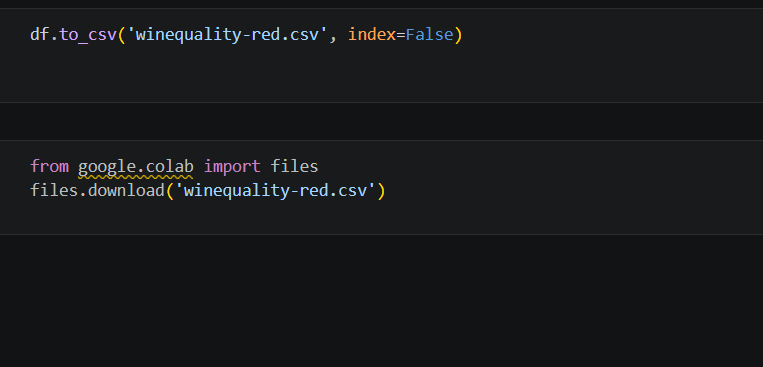 df.to_csv('winequality-red.csv', index=False)
from google.colab import files
files.download('winequality-red.csv')